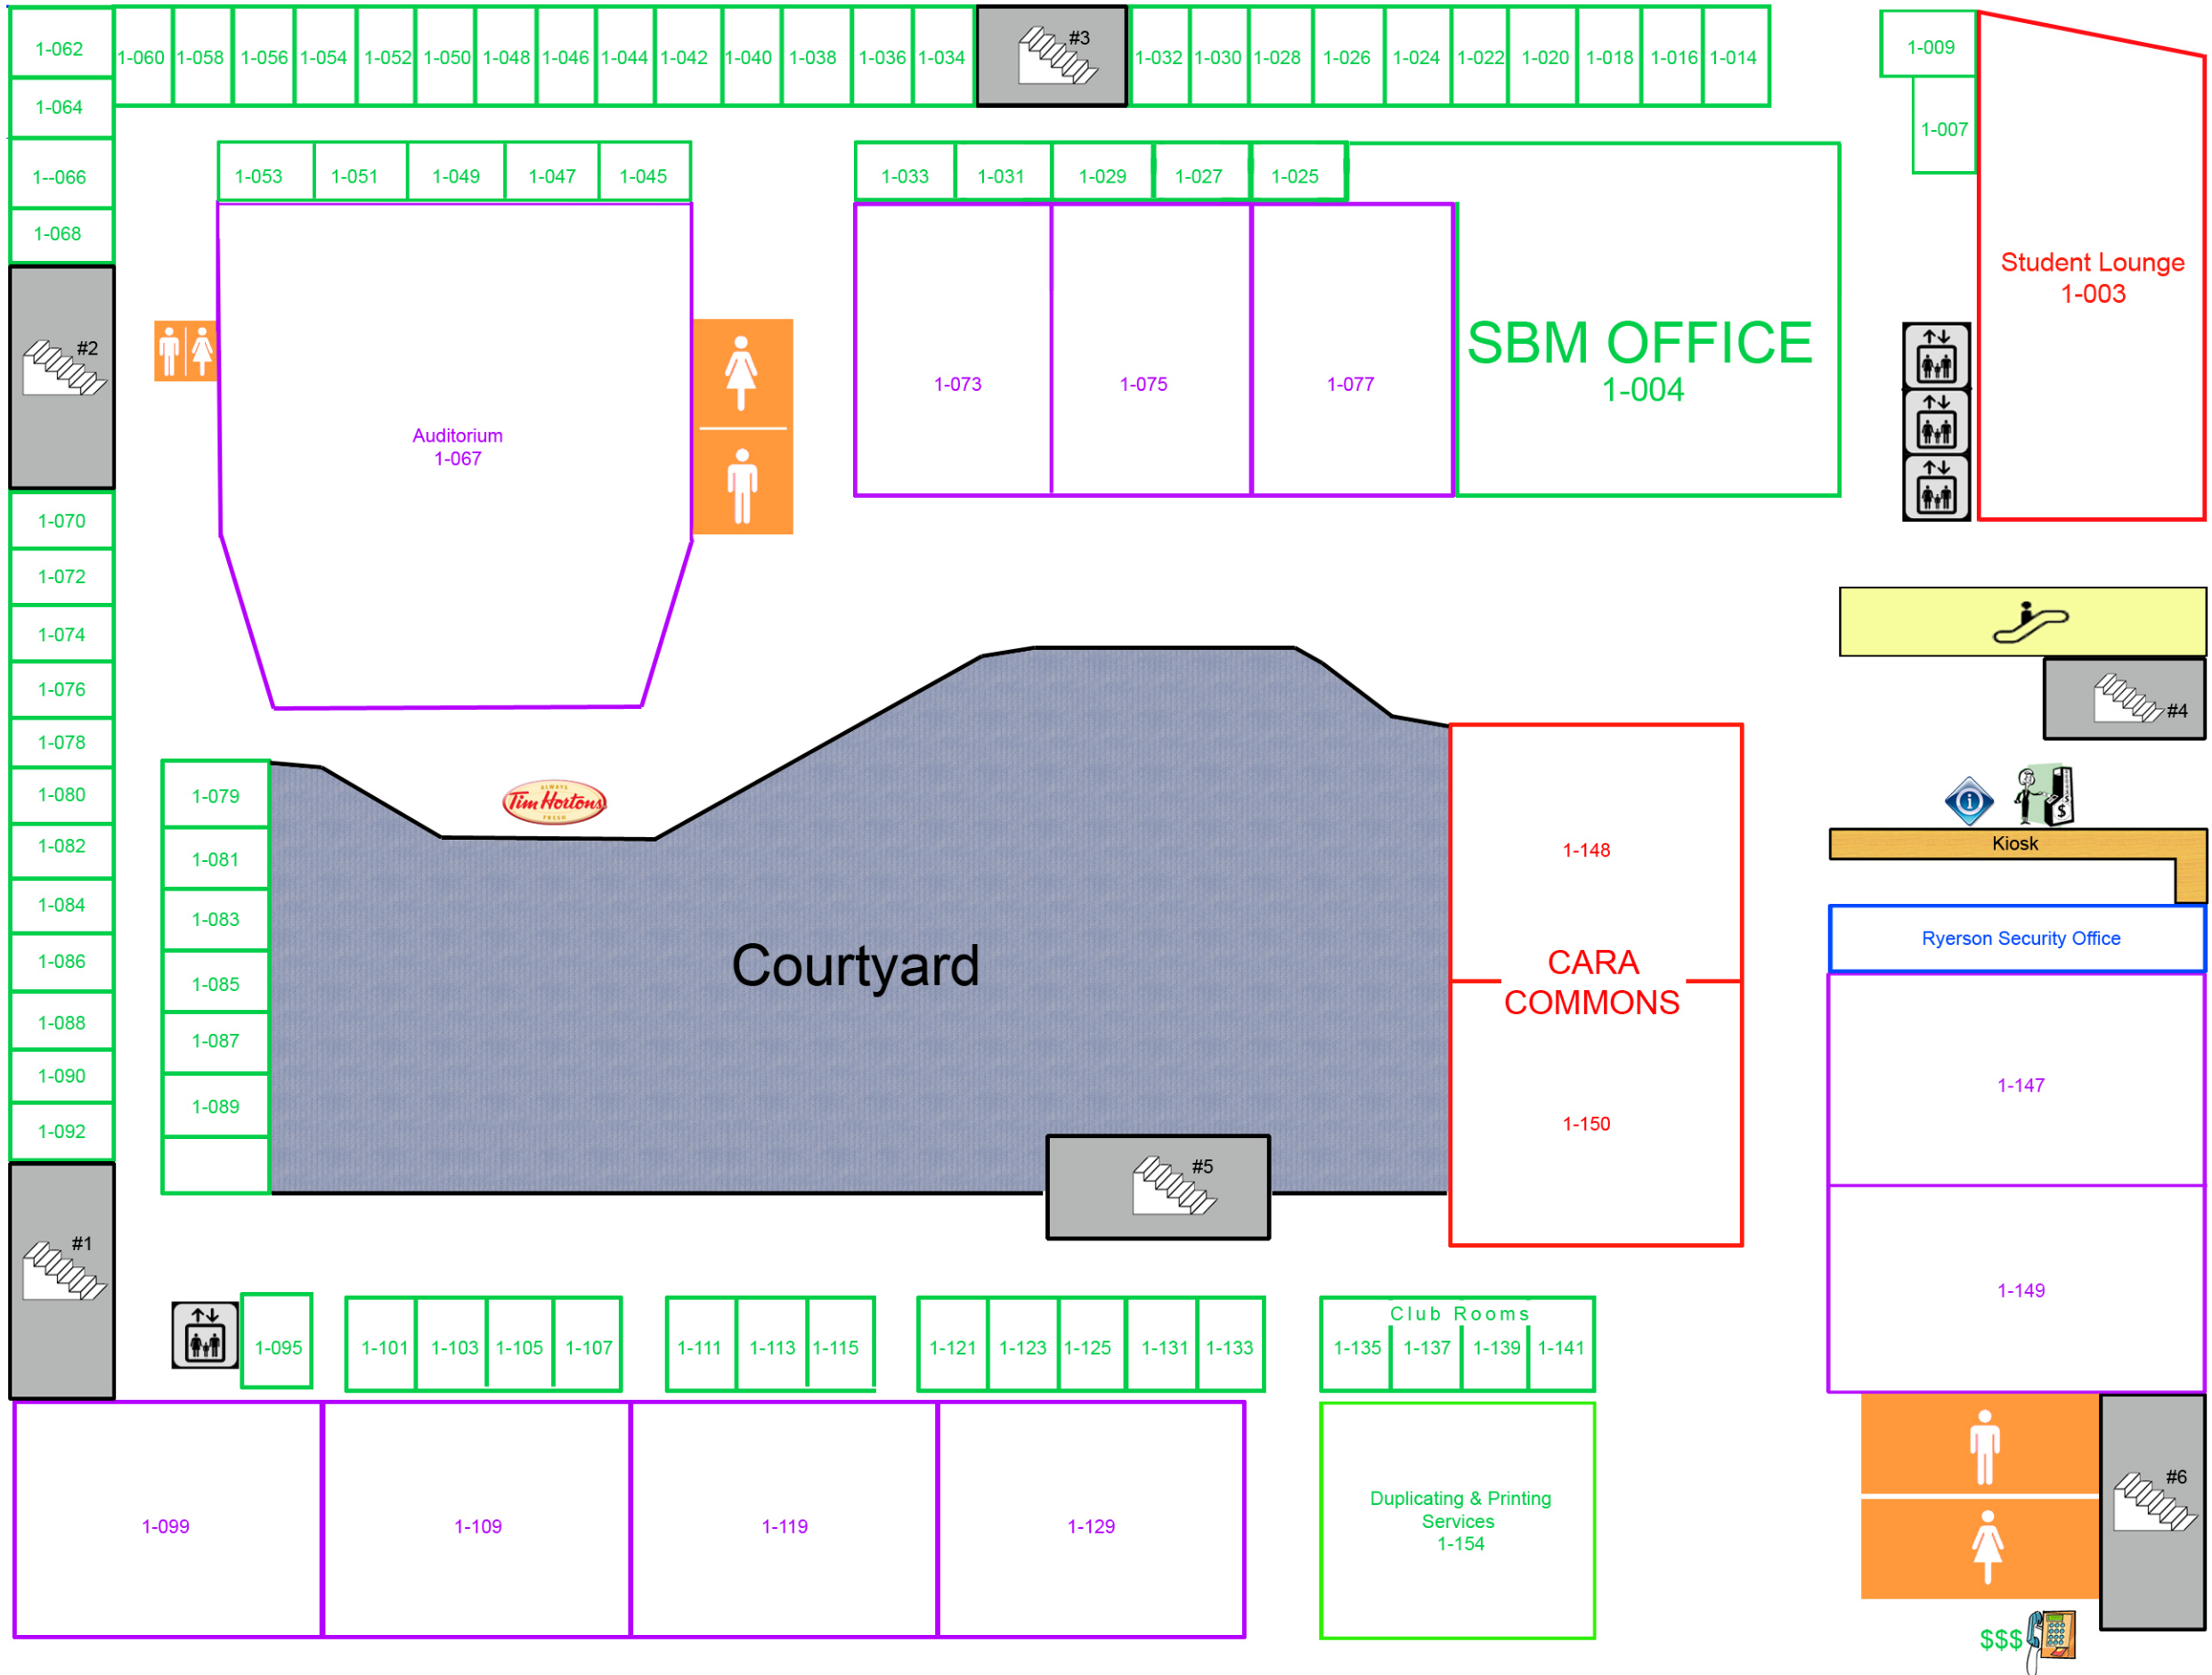 1-062
1-060 1-058 1-056 1-054 1-052 1-050 1-048 1-046 1-044 1-042 1-040 1-038 1-036 1-034
#3
1-032 1-030 1-028 1-026 1-024 1-022 1-020 1-018 1-016 1-014
1-009
1-064
1-007
1--066
1-053 1-051 1-049 1-047 1-045
1-033 1-031 1-029 1-027 1-025
1-068
Student Lounge
1-003
#2
SBM OFFICE
1-004
1-073 1-075 1-077
Auditorium
1-067
1-070
1-072
1-074
1-076
#4
1-078
1-080
1-079
ALWAYS
Tim Hortons
FRESH
i
$
1-082
Kiosk
1-081
1-148
1-084
1-083
Ryerson Security Office
1-086
Courtyard
CARA
COMMONS
1-085
1-088
1-087
1-090
1-147
1-089
1-092
1-150
#5
#1
1-149
1-095
1-101 1-103 1-105 1-107
1-111 1-113 1-115
1-121 1-123 1-125 1-131 1-133
Club Rooms
1-135 1-137 1-139 1-141
#6
Duplicating & Printing
Services
1-154
1-099 1-109 1-119 1-129
$$$